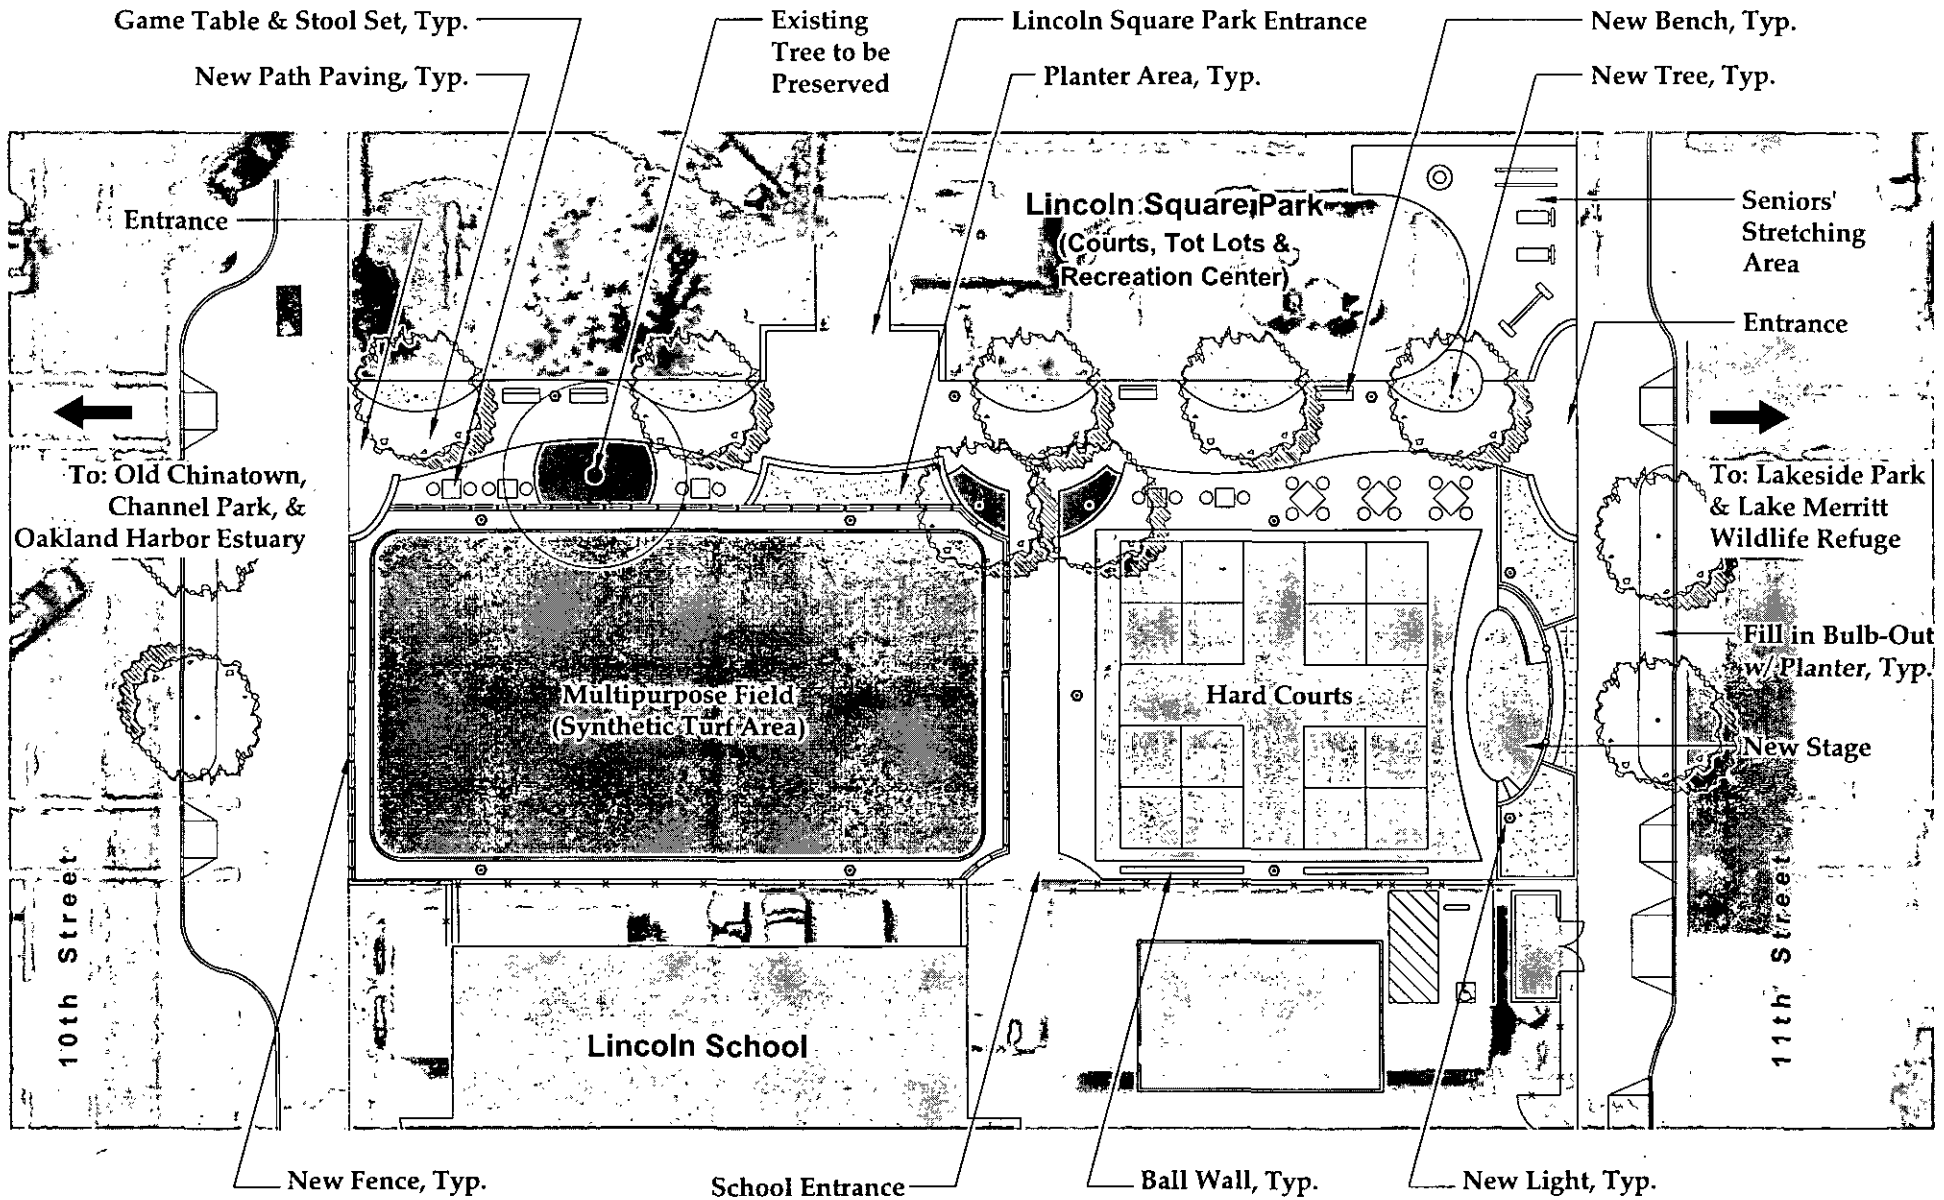 Game Table & Stool Set, Typ.
Existing
Tree to be
Preserved
Lincoln Square Park Entrance
New Bench, Typ.
New Path Paving, Typ.
Planter Area, Typ.
New Tree, Typ.
Entrance
Lincoln Square Park
(Courts, Tot Lots &
Recreation Center)
Seniors'
Stretching
Area
Entrance
To: Old Chinatown,
Channel Park, &
Oakland Harbor Estuary
To: Lakeside Park
& Lake Merritt
Wildlife Refuge
Fill in Bulb-Out
w/ Planter, Typ.
Multipurpose Field
(Synthetic Turf Area)
Hard Courts
New Stage
10th Street
11th Street
Lincoln School
New Fence, Typ.
School Entrance
Ball Wall, Typ.
New Light, Typ.